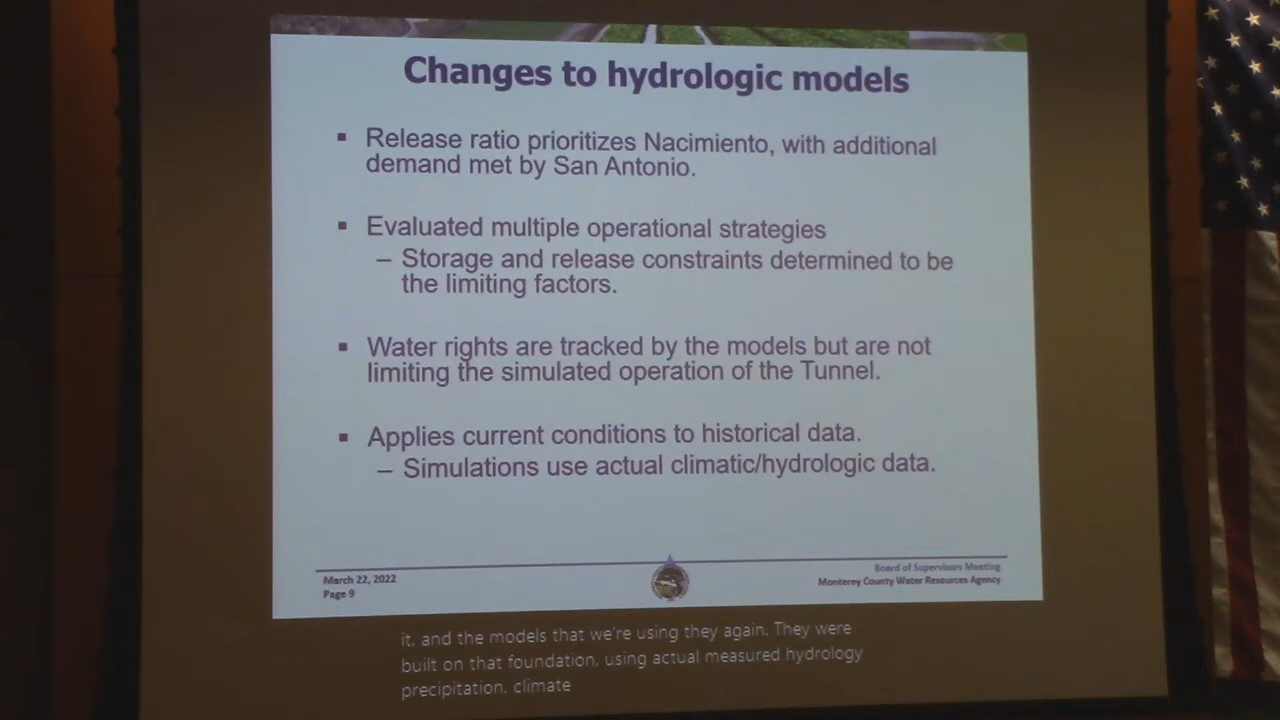 Changes to hydrologic models
▪ Release ratio prioritizes Nacimiento, with additional
demand met by San Antonio.
▪ Evaluated multiple operational strategies
– Storage and release constraints determined to be
the limiting factors.
▪ Water rights are tracked by the models but are not
limiting the simulated operation of the Tunnel.
▪ Applies current conditions to historical data.
– Simulations use actual climatic/hydrologic data.
March 22, 2022
Page 9
Board of Supervisors Meeting
Monterey County Water Resources Agency
it, and the models that we're using they again. They were
built on that foundation, using actual measured hydrology
precipitation, climate